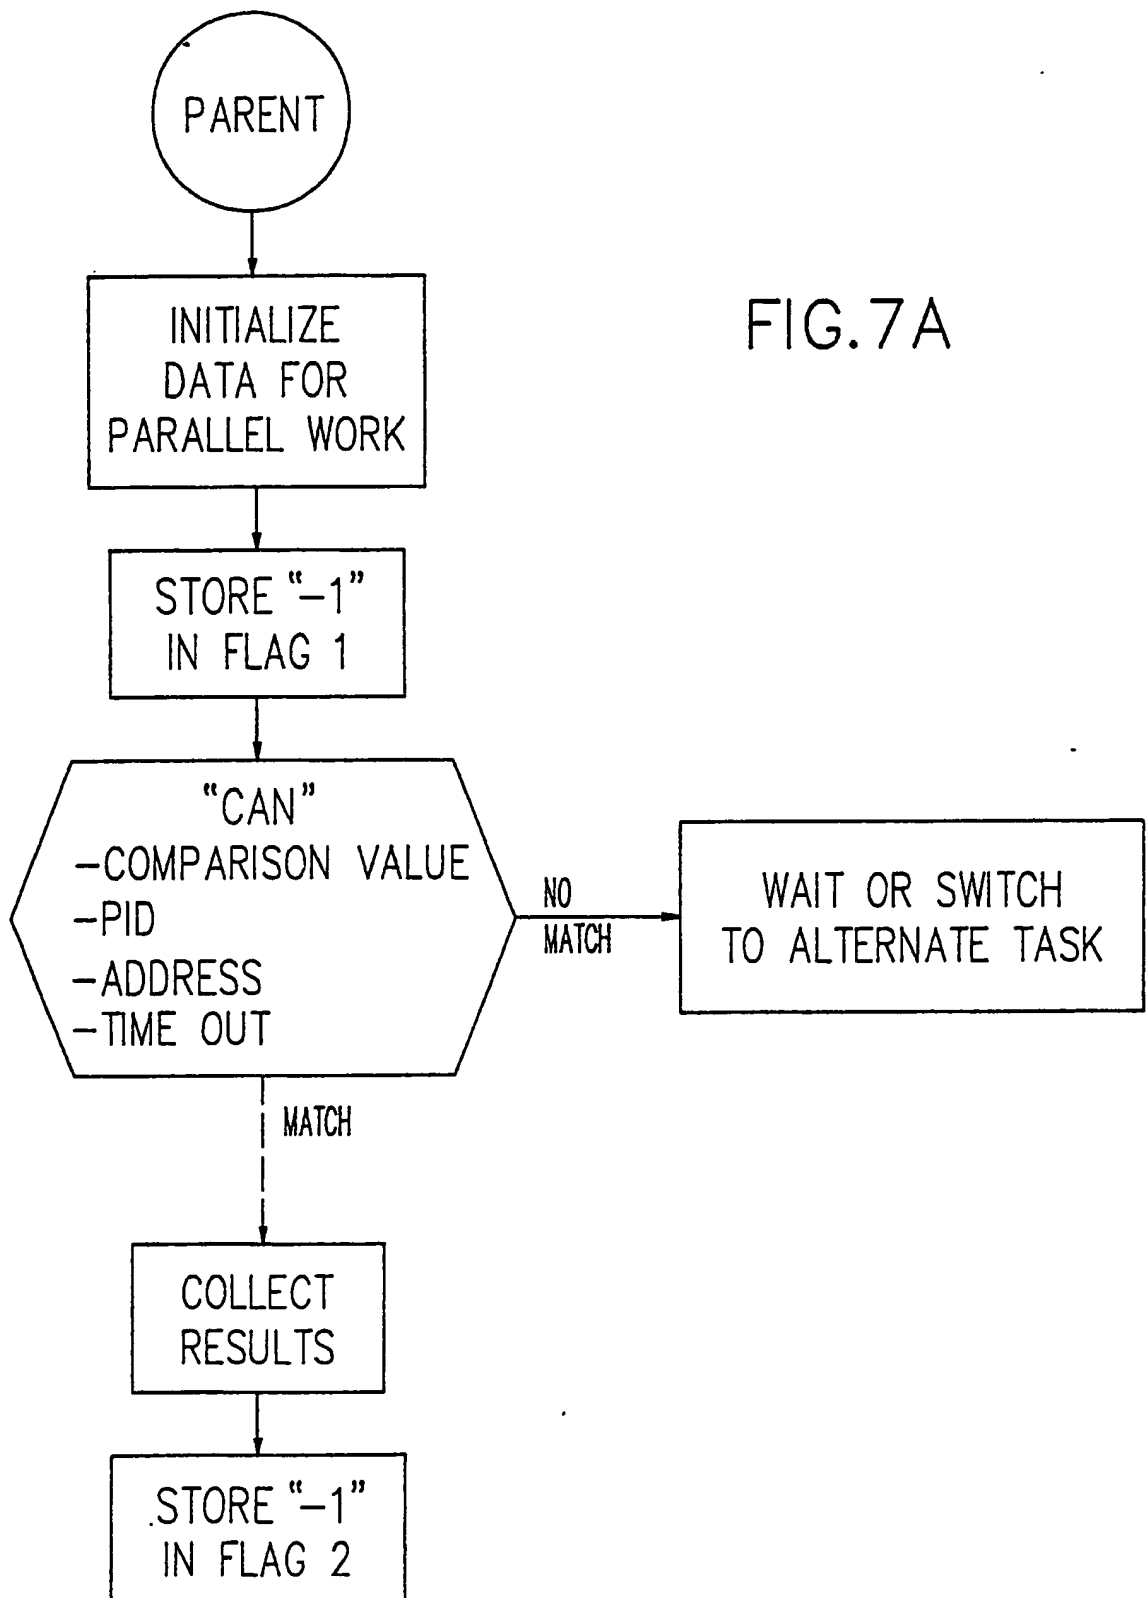 PARENT
INITIALIZE
DATA FOR
PARALLEL WORK
FIG.7A
STORE “-1”
IN FLAG 1
“CAN”
-COMPARISON VALUE
-PID
-ADDRESS
-TIME OUT
NO
MATCH
WAIT OR SWITCH
TO ALTERNATE TASK
MATCH
COLLECT
RESULTS
STORE “-1”
IN FLAG 2